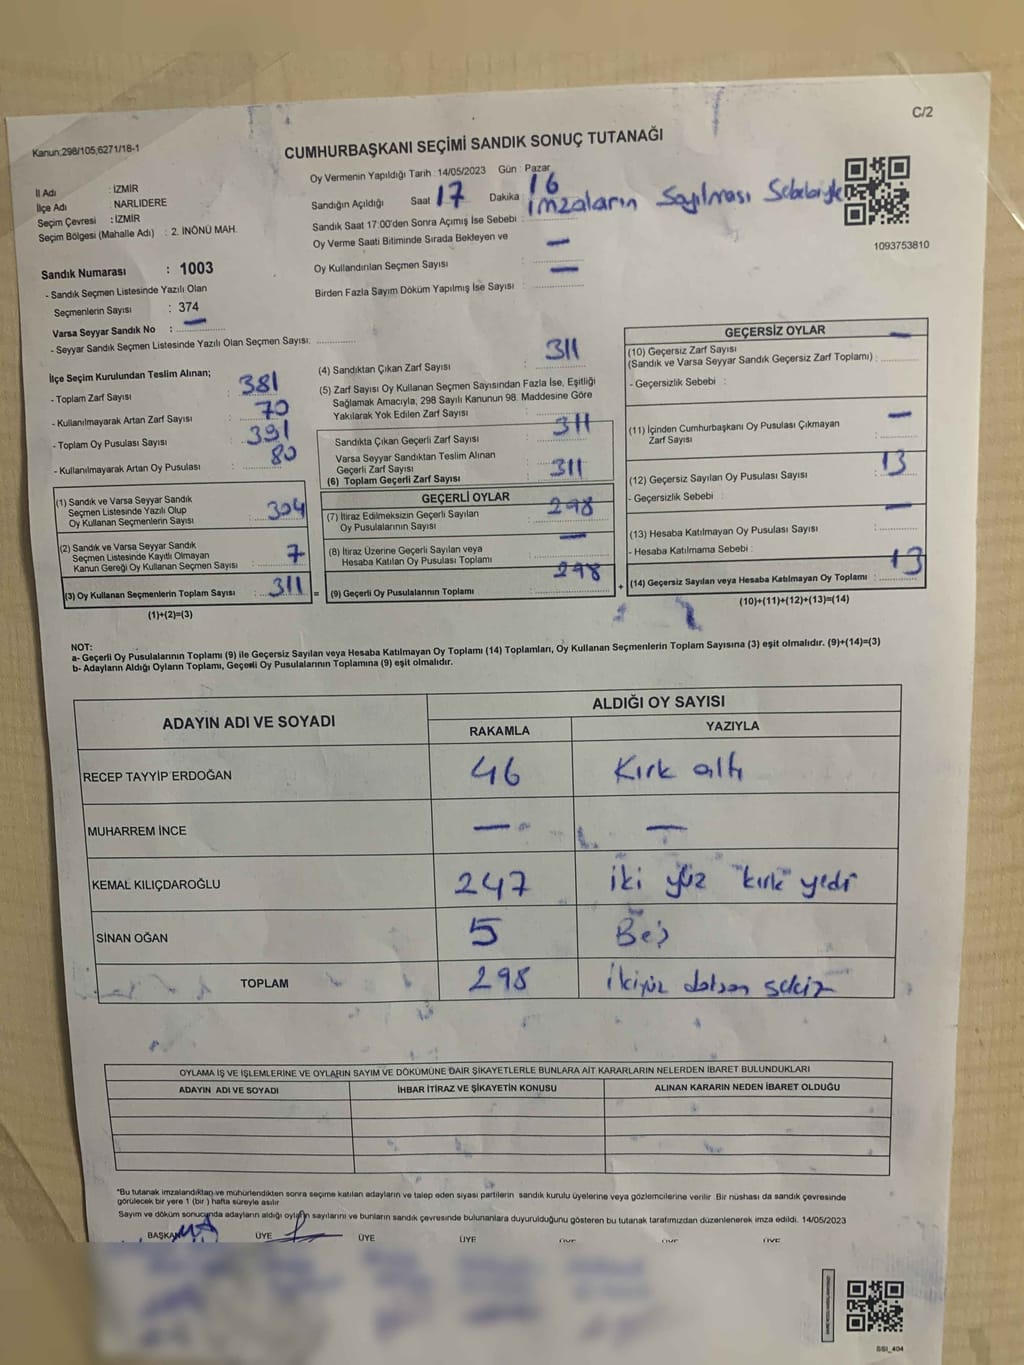 C/2
Kanun:298/105,6271/18-1
CUMHURBAŞKANI SEÇİMİ SANDIK SONUÇ TUTANAĞI
İl Adı : İZMİR
İlçe Adı : NARLIDERE
Seçim Çevresi : İZMİR
Seçim Bölgesi (Mahalle Adı) : 2. İNÖNÜ MAH.
Oy Vermenin Yapıldığı Tarih : 14/05/2023 Gün : Pazar
Sandığın Açıldığı Saat 17 Dakika 16
Sandık Saat 17:00'den Sonra Açımış İse Sebebi : imzaların Sayılması Sebebiyle
Oy Verme Saati Bitiminde Sırada Bekleyen ve
Oy Kullandırılan Seçmen Sayısı : —
Birden Fazla Sayım Döküm Yapılmış İse Sayısı : —
1093753810
Sandık Numarası : 1003
- Sandık Seçmen Listesinde Yazılı Olan
Seçmenlerin Sayısı : 374
Varsa Seyyar Sandık No : —
- Seyyar Sandık Seçmen Listesinde Yazılı Olan Seçmen Sayısı:
İlçe Seçim Kurulundan Teslim Alınan;
- Toplam Zarf Sayısı : 381
- Kullanılmayarak Artan Zarf Sayısı : 70
- Toplam Oy Pusulası Sayısı : 391
- Kullanılmayarak Artan Oy Pusulası : 80
(1) Sandık ve Varsa Seyyar Sandık
Seçmen Listesinde Yazılı Olup
Oy Kullanan Seçmenlerin Sayısı : 304
(2) Sandık ve Varsa Seyyar Sandık
Seçmen Listesinde Kayıtlı Olmayan
Kanun Gereği Oy Kullanan Seçmen Sayısı : 7
(3) Oy Kullanan Seçmenlerin Toplam Sayısı : 311
(1)+(2)=(3)
(4) Sandıktan Çıkan Zarf Sayısı : 311
(5) Zarf Sayısı Oy Kullanan Seçmen Sayısından Fazla İse, Eşitliği
Sağlamak Amacıyla, 298 Sayılı Kanunun 98. Maddesine Göre
Yakılarak Yok Edilen Zarf Sayısı :
Sandıkta Çıkan Geçerli Zarf Sayısı : 311
Varsa Seyyar Sandıktan Teslim Alınan
Geçerli Zarf Sayısı :
(6) Toplam Geçerli Zarf Sayısı : 311
GEÇERLİ OYLAR
(7) İtiraz Edilmeksizin Geçerli Sayılan
Oy Pusulalarının Sayısı : 298
(8) İtiraz Üzerine Geçerli Sayılan veya
Hesaba Katılan Oy Pusulası Toplamı : —
= (9) Geçerli Oy Pusulalarının Toplamı : 298
GEÇERSİZ OYLAR
(10) Geçersiz Zarf Sayısı —
(Sandık ve Varsa Seyyar Sandık Geçersiz Zarf Toplamı) :
- Geçersizlik Sebebi :
(11) İçinden Cumhurbaşkanı Oy Pusulası Çıkmayan
Zarf Sayısı : —
(12) Geçersiz Sayılan Oy Pusulası Sayısı : 13
- Geçersizlik Sebebi :
(13) Hesaba Katılmayan Oy Pusulası Sayısı : —
- Hesaba Katılmama Sebebi :
+ (14) Geçersiz Sayılan veya Hesaba Katılmayan Oy Toplamı : 13
(10)+(11)+(12)+(13)=(14)
NOT:
a- Geçerli Oy Pusulalarının Toplamı (9) ile Geçersiz Sayılan veya Hesaba Katılmayan Oy Toplamı (14) Toplamları, Oy Kullanan Seçmenlerin Toplam Sayısına (3) eşit olmalıdır. (9)+(14)=(3)
b- Adayların Aldığı Oyların Toplamı, Geçerli Oy Pusulalarının Toplamına (9) eşit olmalıdır.
ADAYIN ADI VE SOYADI
ALDIĞI OY SAYISI
RAKAMLA YAZIYLA
RECEP TAYYİP ERDOĞAN 46 Kırk altı
MUHARREM İNCE — —
KEMAL KILIÇDAROĞLU 247 iki yüz "kırk" yedi
SİNAN OĞAN 5 Beş
TOPLAM 298 ikiyüz doksan sekiz
OYLAMA İŞ VE İŞLEMLERİNE VE OYLARIN SAYIM VE DÖKÜMÜNE DAİR ŞİKAYETLERLE BUNLARA AİT KARARLARIN NELERDEN İBARET BULUNDUKLARI
ADAYIN ADI VE SOYADI İHBAR İTİRAZ VE ŞİKAYETİN KONUSU ALINAN KARARIN NEDEN İBARET OLDUĞU
*Bu tutanak imzalandıktan ve mühürlendikten sonra seçime katılan adayların ve talep eden siyasi partilerin sandık kurulu üyelerine veya gözlemcilerine verilir. Bir nüshası da sandık çevresinde
görülecek bir yere 1 (bir ) hafta süreyle asılır.
Sayım ve döküm sonucunda adayların aldığı oyların sayılarını ve bunların sandık çevresinde bulunanlara duyurulduğunu gösteren bu tutanak tarafımızdan düzenlenerek imza edildi. 14/05/2023
BAŞKAN ÜYE ÜYE ÜYE ÜYE ÜYE ÜYE
SSI_404